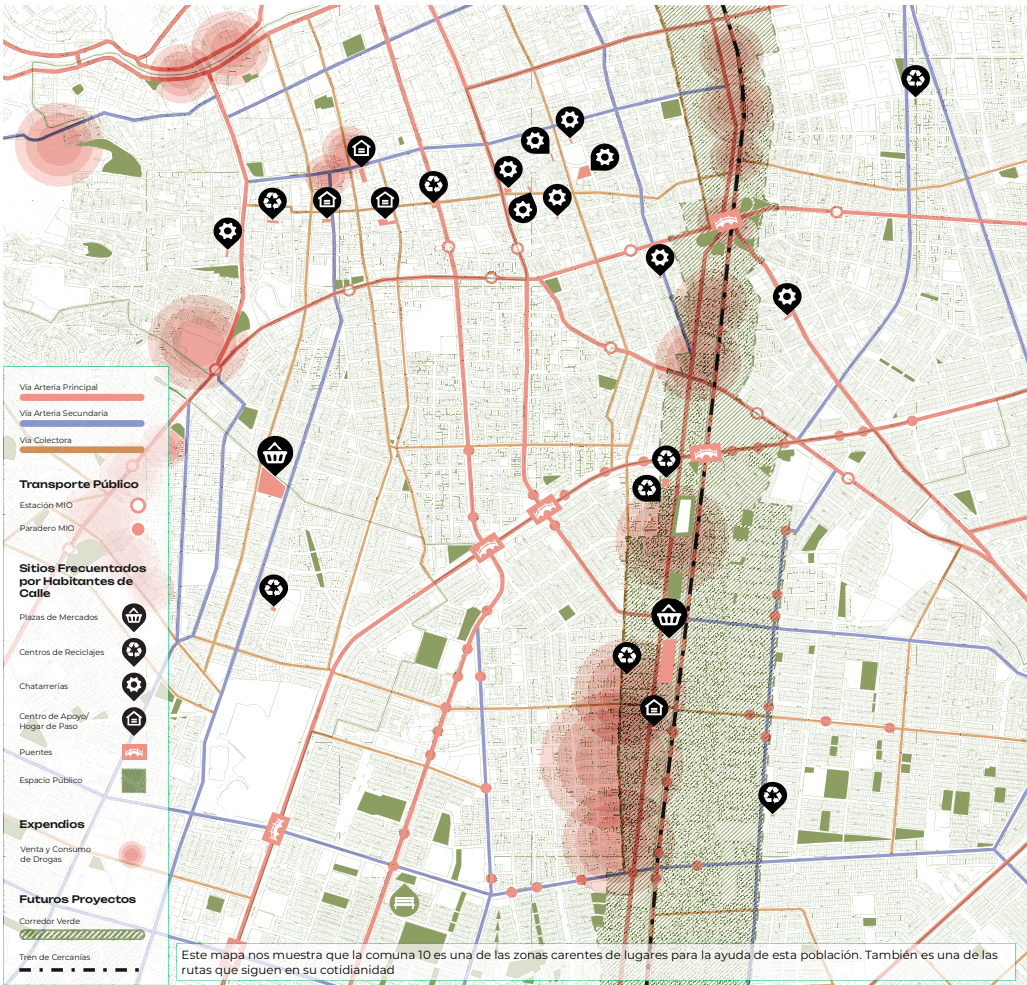 Vía Arteria Principal
Vía Arteria Secundaria
Vía Colectora
Transporte Público
Estación MIO
Paradero MIO
Sitios Frecuentados
por Habitantes de
Calle
Plazas de Mercados
Centros de Reciclajes
Chatarrerías
Centro de Apoyo/
Hogar de Paso
Puentes
Espacio Público
Expendios
Venta y Consumo
de Drogas
Futuros Proyectos
Corredor Verde
Tren de Cercanías
Este mapa nos muestra que la comuna 10 es una de las zonas carentes de lugares para la ayuda de esta población. También es una de las
rutas que siguen en su cotidianidad